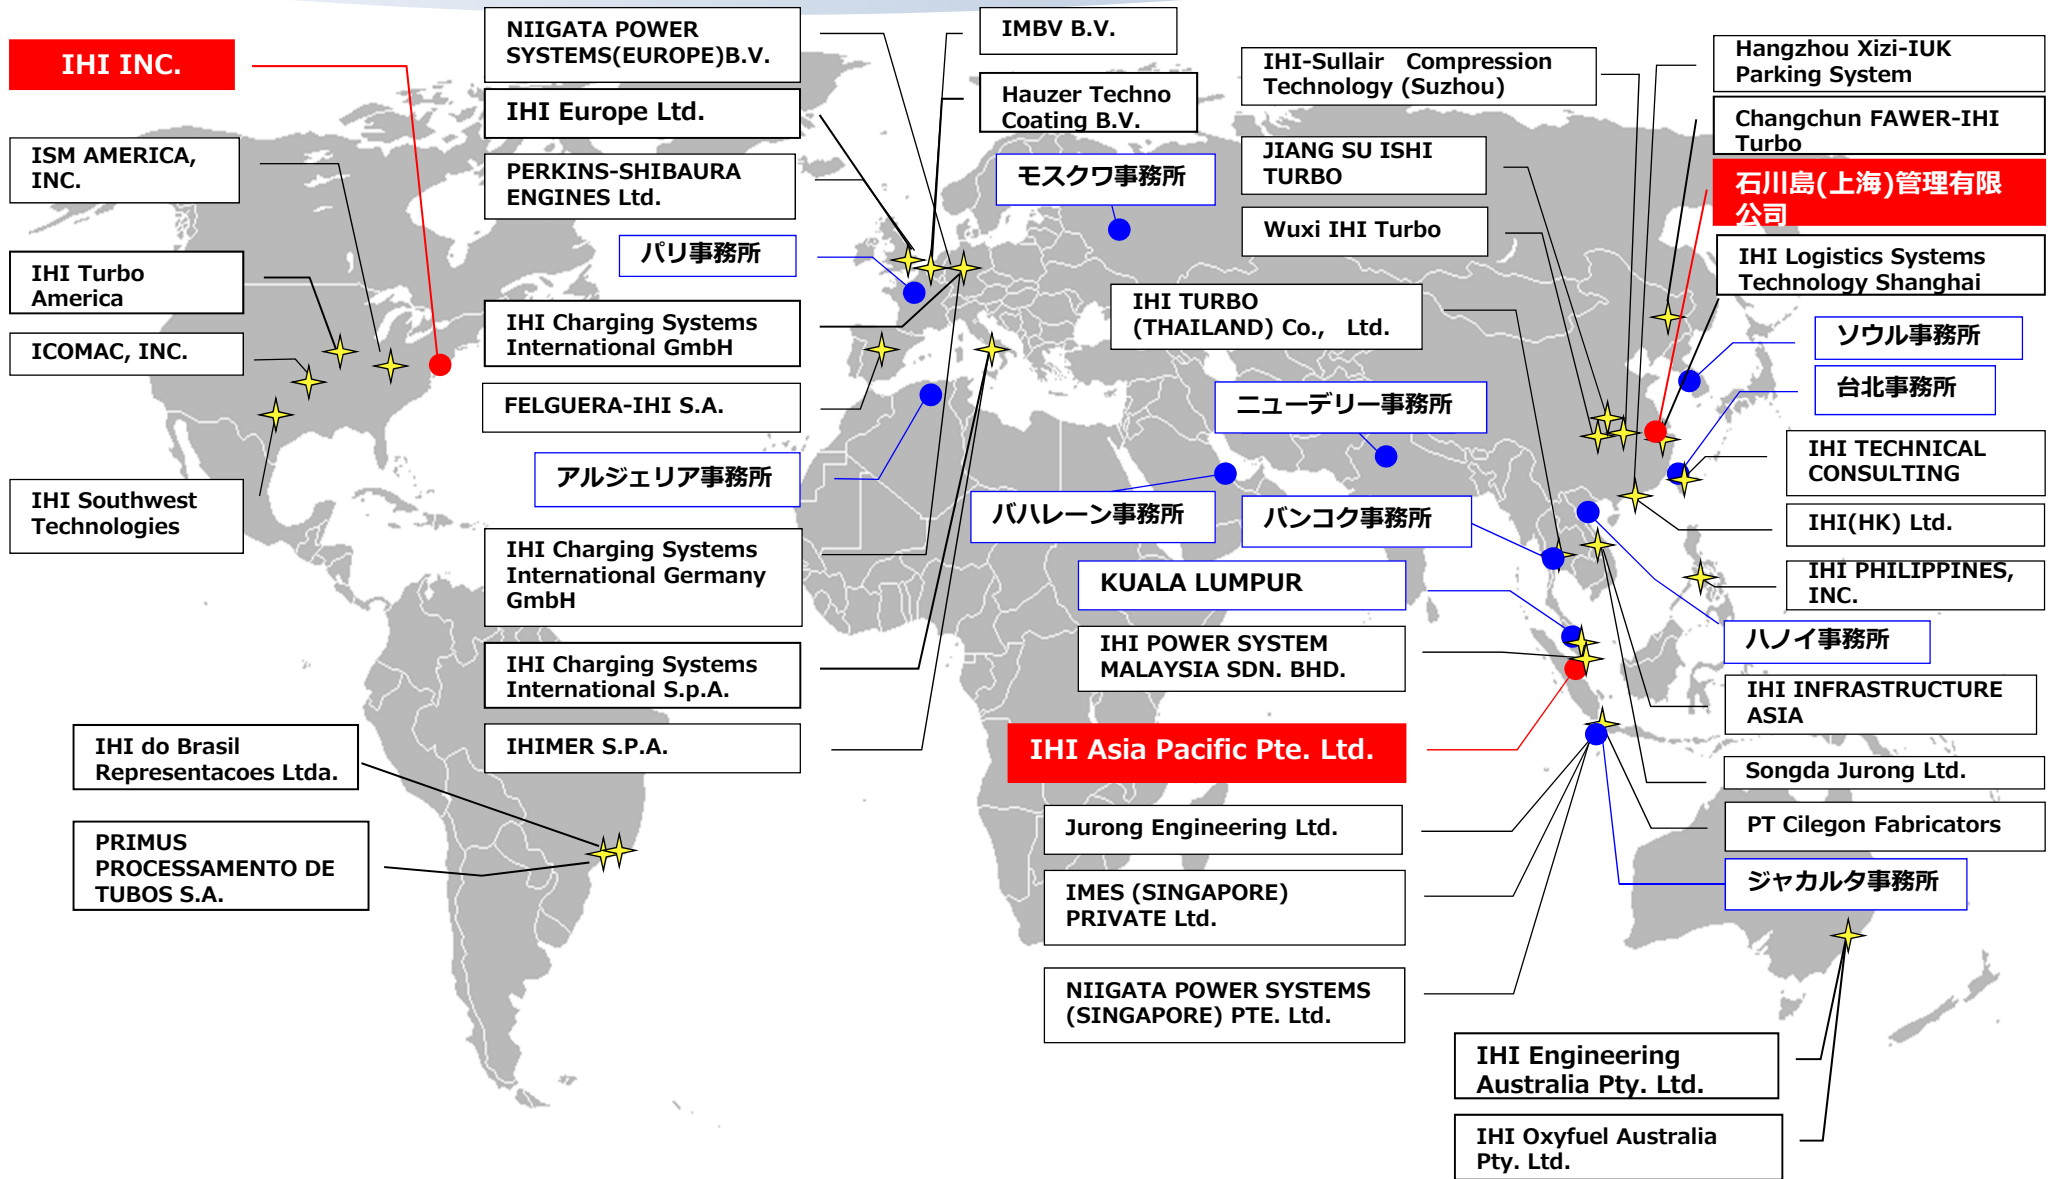 IHI INC.
ISM AMERICA,
INC.
IHI Turbo
America
ICOMAC, INC.
IHI Southwest
Technologies
IHI do Brasil
Representacoes Ltda.
PRIMUS
PROCESSAMENTO DE
TUBOS S.A.
NIIGATA POWER
SYSTEMS(EUROPE)B.V.
IHI Europe Ltd.
PERKINS-SHIBAURA
ENGINES Ltd.
パリ事務所
IHI Charging Systems
International GmbH
FELGUERA-IHI S.A.
アルジェリア事務所
IHI Charging Systems
International Germany
GmbH
IHI Charging Systems
International S.p.A.
IHIMER S.P.A.
IMBV B.V.
Hauzer Techno
Coating B.V.
モスクワ事務所
IHI-Sullair Compression
Technology (Suzhou)
JIANG SU ISHI
TURBO
Wuxi IHI Turbo
IHI TURBO
(THAILAND) Co., Ltd.
ニューデリー事務所
バハレーン事務所
バンコク事務所
KUALA LUMPUR
IHI POWER SYSTEM
MALAYSIA SDN. BHD.
IHI Asia Pacific Pte. Ltd.
Jurong Engineering Ltd.
IMES (SINGAPORE)
PRIVATE Ltd.
NIIGATA POWER SYSTEMS
(SINGAPORE) PTE. Ltd.
Hangzhou Xizi-IUK
Parking System
Changchun FAWER-IHI
Turbo
石川島(上海)管理有限
公司
IHI Logistics Systems
Technology Shanghai
ソウル事務所
台北事務所
IHI TECHNICAL
CONSULTING
IHI(HK) Ltd.
IHI PHILIPPINES,
INC.
ハノイ事務所
IHI INFRASTRUCTURE
ASIA
Songda Jurong Ltd.
PT Cilegon Fabricators
ジャカルタ事務所
IHI Engineering
Australia Pty. Ltd.
IHI Oxyfuel Australia
Pty. Ltd.